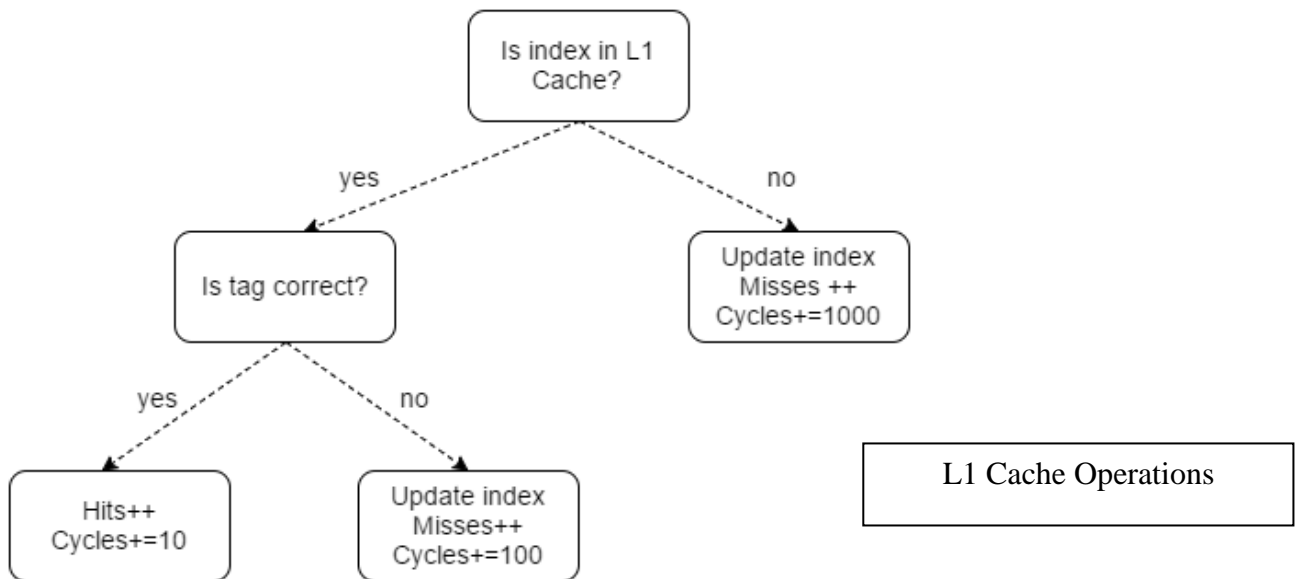 Is index in L1
Cache?
yes
no
Is tag correct?
Update index
Misses ++
Cycles+=1000
yes
no
Hits++
Cycles+=10
Update index
Misses++
Cycles+=100
L1 Cache Operations